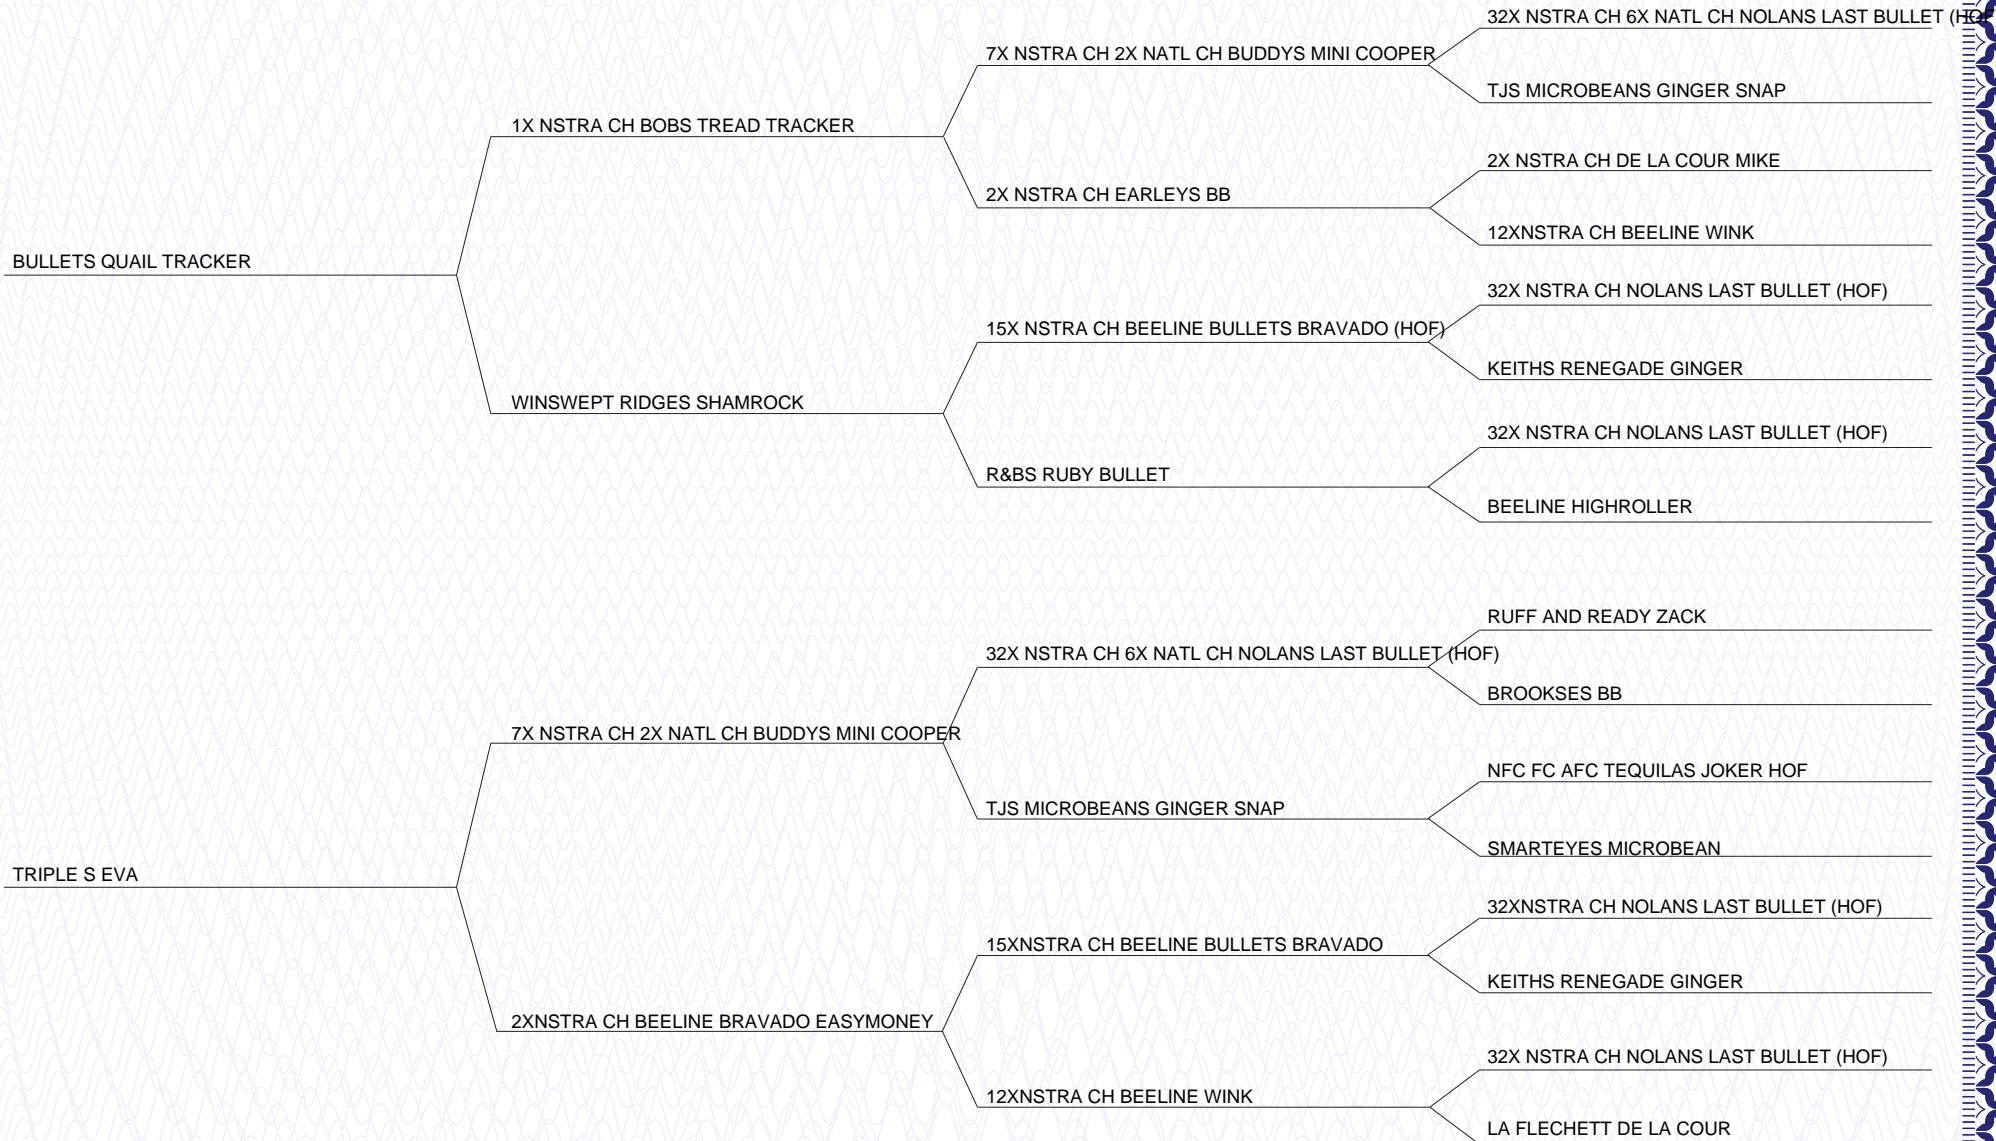 32X NSTRA CH 6X NATL CH NOLANS LAST BULLET (HOF
7X NSTRA CH 2X NATL CH BUDDYS MINI COOPER
TJS MICROBEANS GINGER SNAP
1X NSTRA CH BOBS TREAD TRACKER
2X NSTRA CH DE LA COUR MIKE
2X NSTRA CH EARLEYS BB
12XNSTRA CH BEELINE WINK
BULLETS QUAIL TRACKER
32X NSTRA CH NOLANS LAST BULLET (HOF)
15X NSTRA CH BEELINE BULLETS BRAVADO (HOF)
KEITHS RENEGADE GINGER
WINSWEPT RIDGES SHAMROCK
32X NSTRA CH NOLANS LAST BULLET (HOF)
R&BS RUBY BULLET
BEELINE HIGHROLLER
RUFF AND READY ZACK
32X NSTRA CH 6X NATL CH NOLANS LAST BULLET (HOF)
BROOKSES BB
7X NSTRA CH 2X NATL CH BUDDYS MINI COOPER
NFC FC AFC TEQUILAS JOKER HOF
TJS MICROBEANS GINGER SNAP
SMARTEYES MICROBEAN
TRIPLE S EVA
32XNSTRA CH NOLANS LAST BULLET (HOF)
15XNSTRA CH BEELINE BULLETS BRAVADO
KEITHS RENEGADE GINGER
2XNSTRA CH BEELINE BRAVADO EASYMONEY
32X NSTRA CH NOLANS LAST BULLET (HOF)
12XNSTRA CH BEELINE WINK
LA FLECHETT DE LA COUR